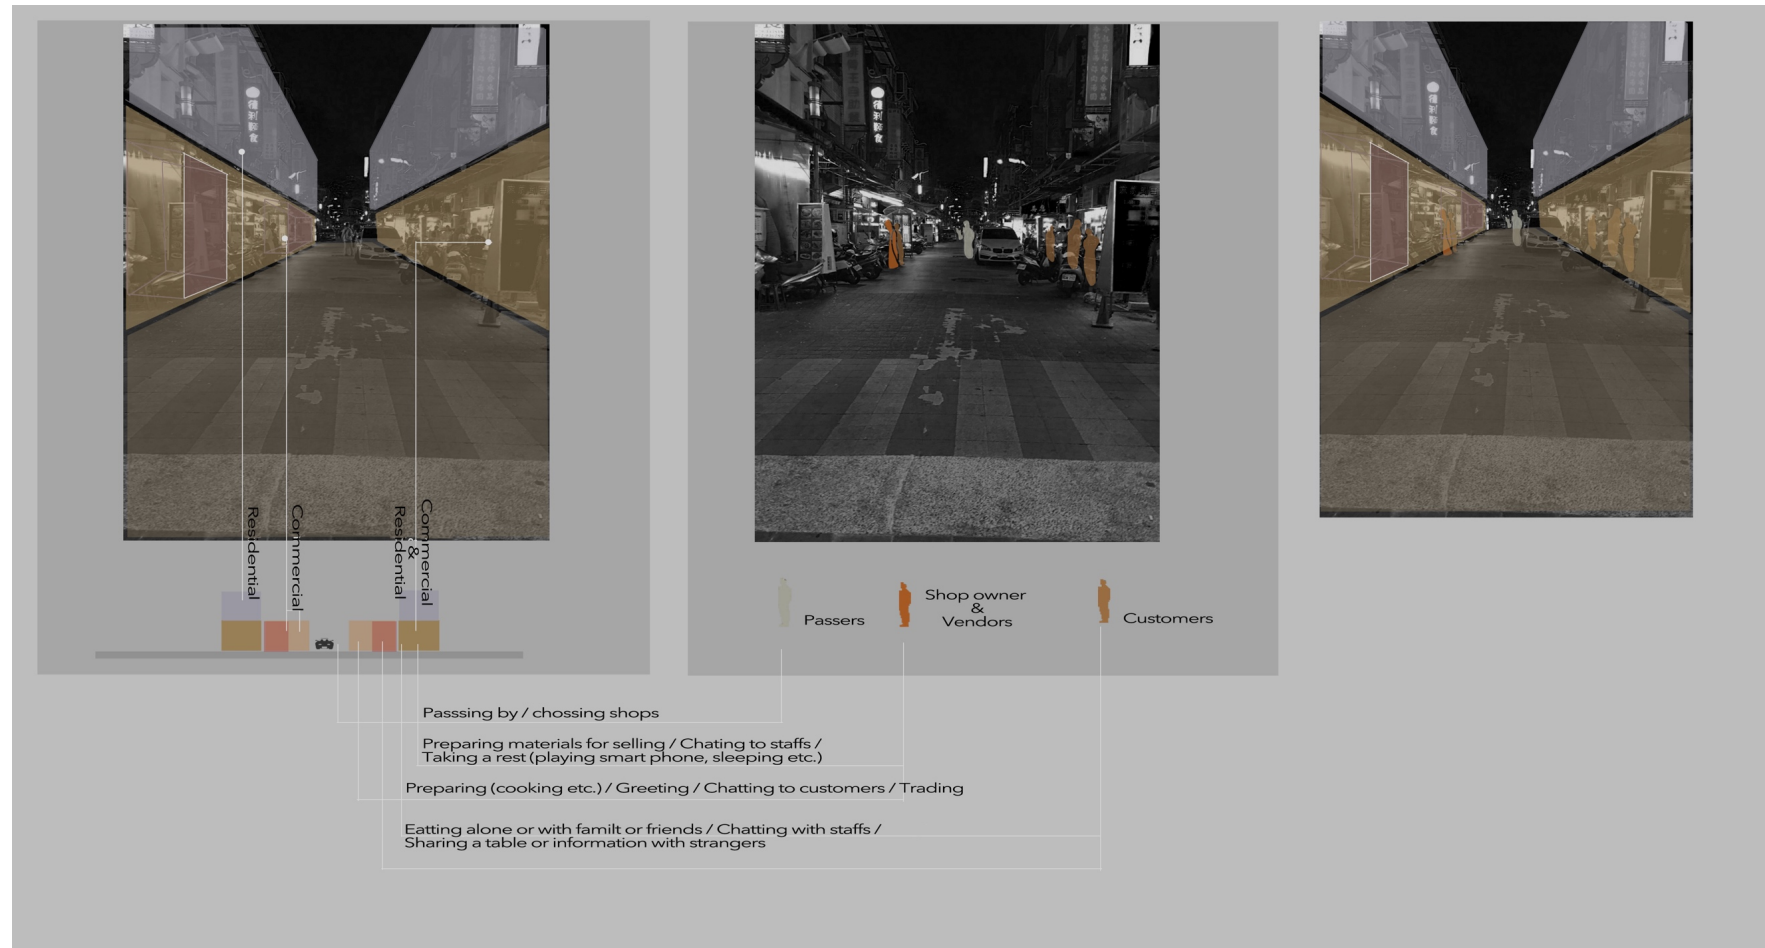 Residential
Commercial
Commercial
&
Residential
Passers
Shop owner
&
Vendors
Customers
Passsing by / chossing shops
Preparing materials for selling / Chating to staffs /
Taking a rest (playing smart phone, sleeping etc.)
Preparing (cooking etc.) / Greeting / Chatting to customers / Trading
Eatting alone or with familt or friends / Chatting with staffs /
Sharing a table or information with strangers